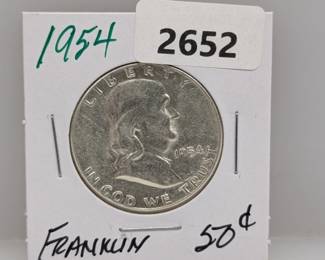 1954
2652
LIBERTY
1954
IN GOD WE TRUST
FRANKLIN 50¢